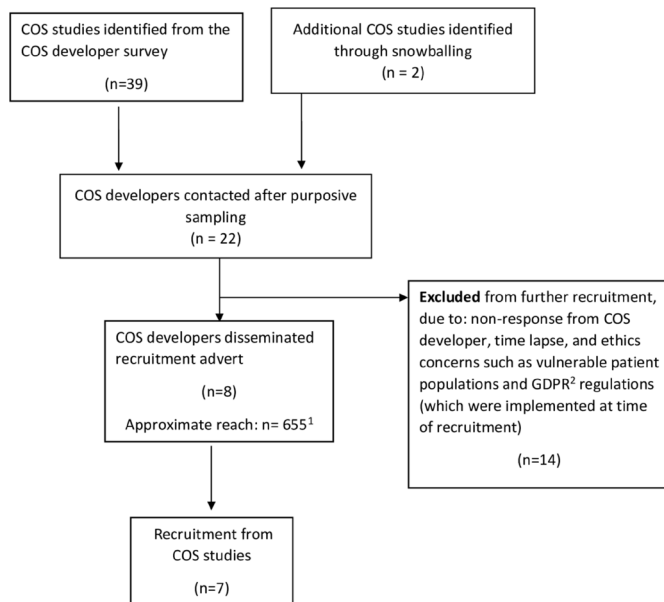 COS studies identified from the
COS developer survey
(n=39)
Additional COS studies identified
through snowballing
(n = 2)
COS developers contacted after purposive
sampling
(n = 22)
Excluded from further recruitment,
due to: non-response from COS
developer, time lapse, and ethics
concerns such as vulnerable patient
populations and GDPR² regulations
(which were implemented at time
of recruitment)
(n=14)
COS developers disseminated
recruitment advert
(n=8)
Approximate reach: n= 655¹
Recruitment from
COS studies
(n=7)